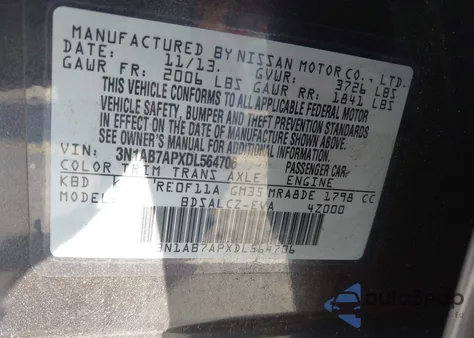 MANUFACTURED BY NISSAN MOTOR CO., LTD.
DATE: 11/13. GVWR: 3726 LBS
GAWR FR: 2006 LBS GAWR RR: 1841 LBS
THIS VEHICLE CONFORMS TO ALL APPLICABLE FEDERAL MOTOR
VEHICLE SAFETY, BUMPER, AND THEFT PREVENTION STANDARDS
IN EFFECT ON THE DATE OF MANUFACTURE SHOWN ABOVE.
SEE OWNER'S MANUAL FOR ADDITIONAL INFORMATION
VIN: 3N1AB7APXDL564706 PASSENGER CAR
COLOR TRIM TRANS AXLE ENGINE
KBD RE0F11A GM35 MRA8DE 1798 CC
MODEL: BDSALCZ-EVA 4Z000
3N1AB7APXDL564706
autoSnap